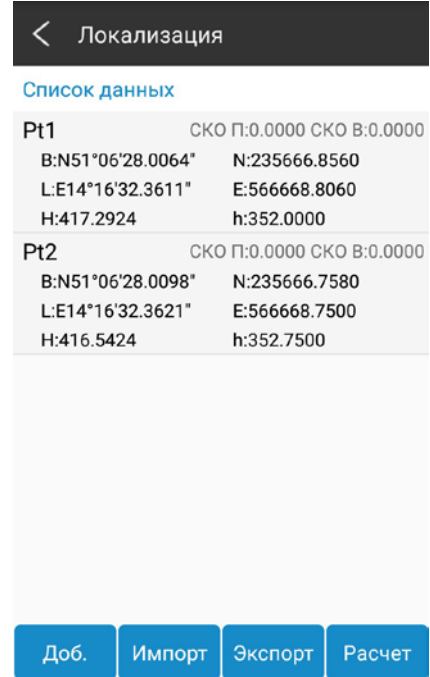 Локализация
Список данных
Pt1 СКО П:0.0000 СКО В:0.0000
B:N51°06'28.0064" N:235666.8560
L:E14°16'32.3611" E:566668.8060
H:417.2924 h:352.0000
Pt2 СКО П:0.0000 СКО В:0.0000
B:N51°06'28.0098" N:235666.7580
L:E14°16'32.3621" E:566668.7500
H:416.5424 h:352.7500
Доб. Импорт Экспорт Расчет